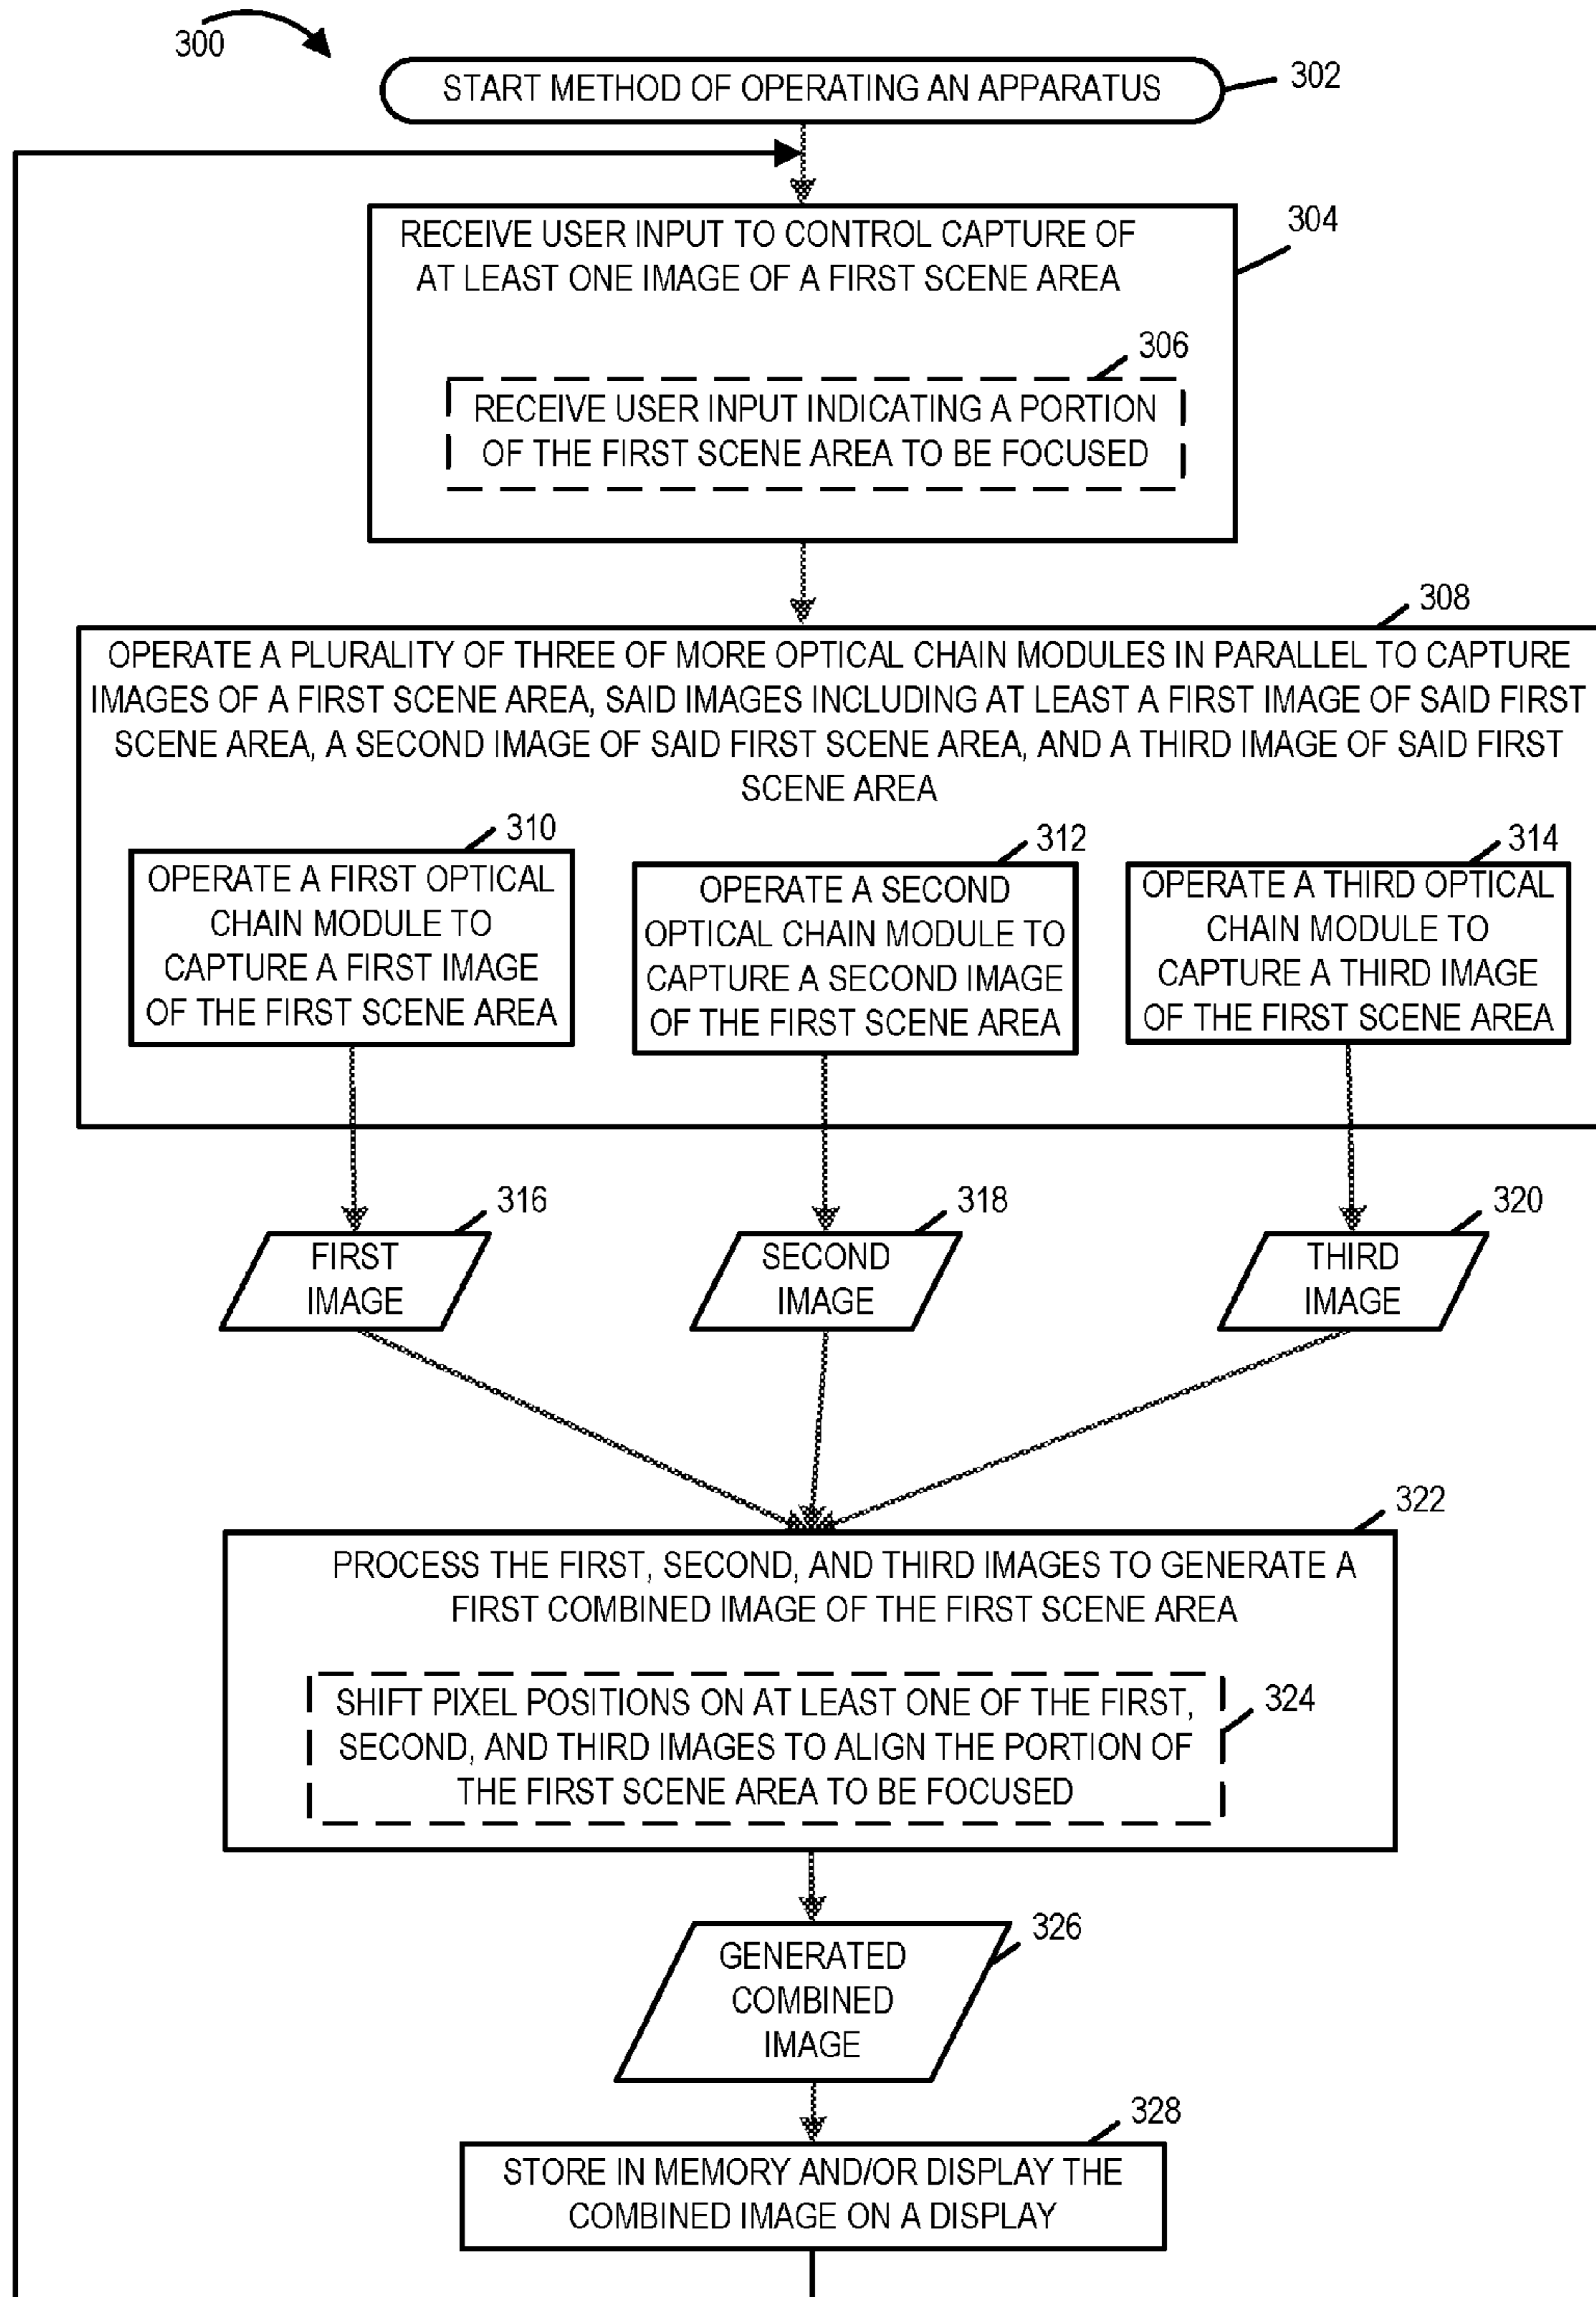 300
START METHOD OF OPERATING AN APPARATUS
302
304
RECEIVE USER INPUT TO CONTROL CAPTURE OF
AT LEAST ONE IMAGE OF A FIRST SCENE AREA
306
RECEIVE USER INPUT INDICATING A PORTION
OF THE FIRST SCENE AREA TO BE FOCUSED
308
OPERATE A PLURALITY OF THREE OF MORE OPTICAL CHAIN MODULES IN PARALLEL TO CAPTURE
IMAGES OF A FIRST SCENE AREA, SAID IMAGES INCLUDING AT LEAST A FIRST IMAGE OF SAID FIRST
SCENE AREA, A SECOND IMAGE OF SAID FIRST SCENE AREA, AND A THIRD IMAGE OF SAID FIRST
SCENE AREA
310
OPERATE A FIRST OPTICAL
CHAIN MODULE TO
CAPTURE A FIRST IMAGE
OF THE FIRST SCENE AREA
312
OPERATE A SECOND
OPTICAL CHAIN MODULE TO
CAPTURE A SECOND IMAGE
OF THE FIRST SCENE AREA
314
OPERATE A THIRD OPTICAL
CHAIN MODULE TO
CAPTURE A THIRD IMAGE
OF THE FIRST SCENE AREA
316
FIRST
IMAGE
318
SECOND
IMAGE
320
THIRD
IMAGE
322
PROCESS THE FIRST, SECOND, AND THIRD IMAGES TO GENERATE A
FIRST COMBINED IMAGE OF THE FIRST SCENE AREA
324
SHIFT PIXEL POSITIONS ON AT LEAST ONE OF THE FIRST,
SECOND, AND THIRD IMAGES TO ALIGN THE PORTION OF
THE FIRST SCENE AREA TO BE FOCUSED
326
GENERATED
COMBINED
IMAGE
328
STORE IN MEMORY AND/OR DISPLAY THE
COMBINED IMAGE ON A DISPLAY